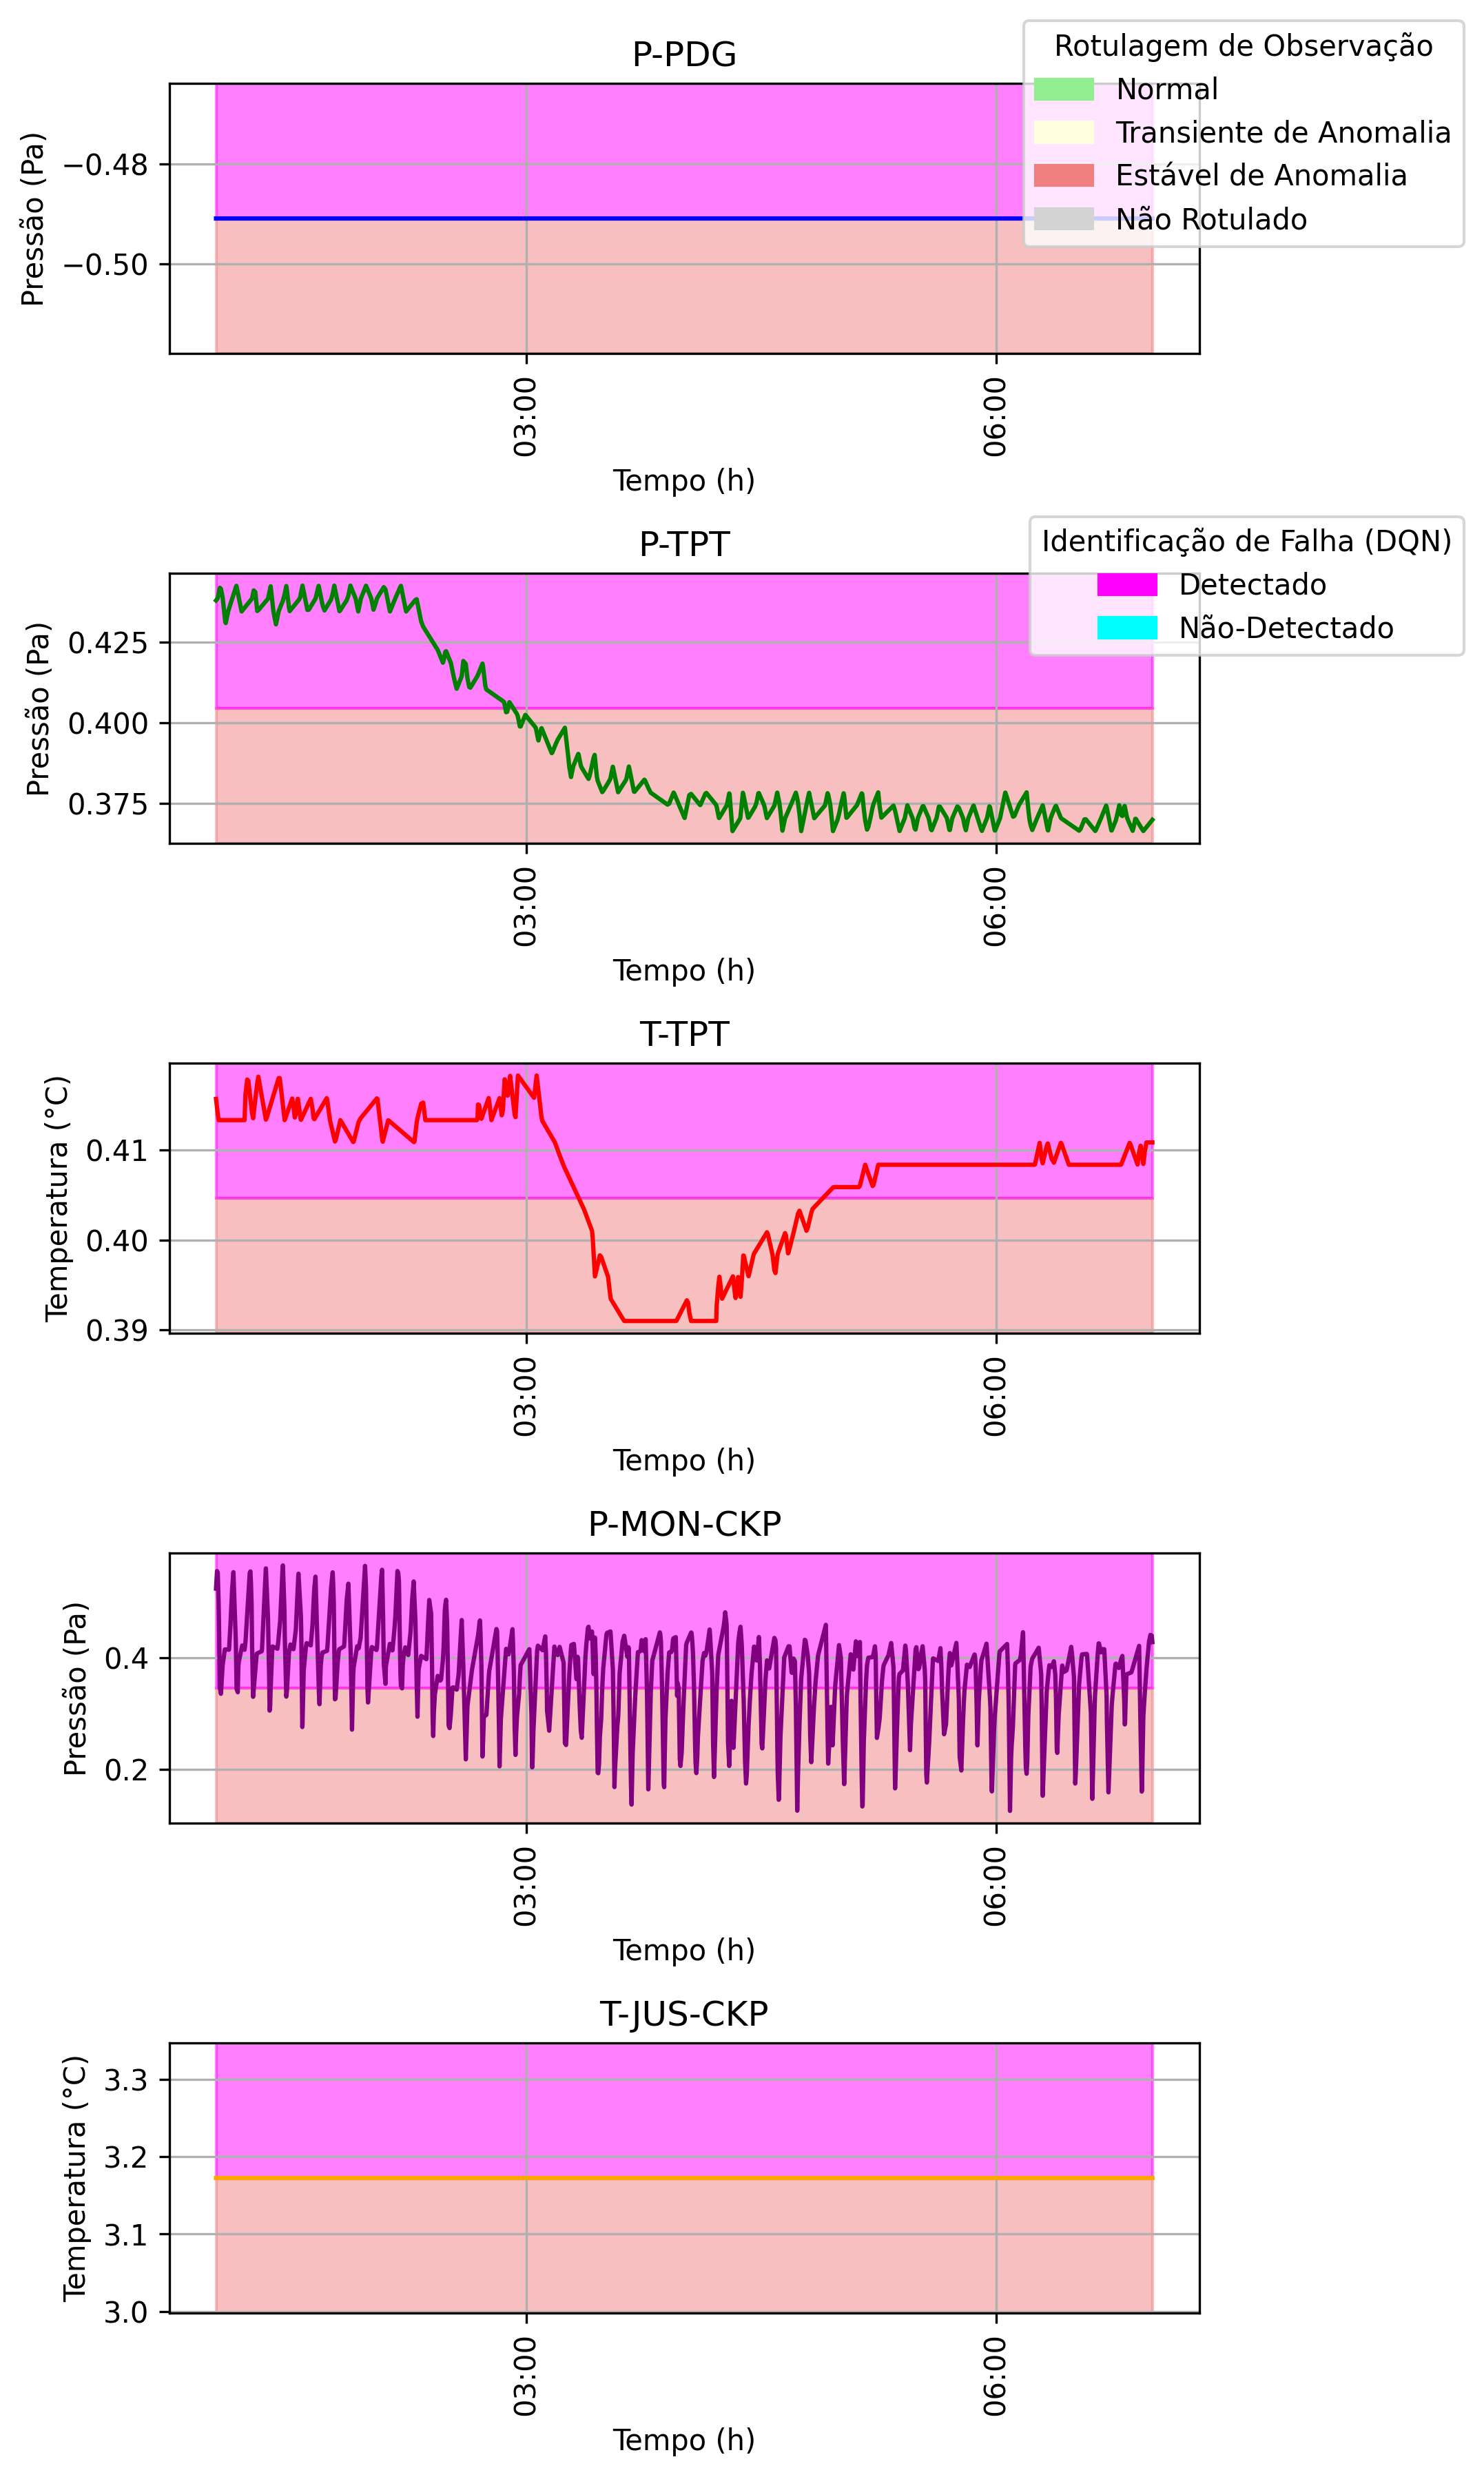 P-PDG
Rotulagem de Observação
Normal
Transiente de Anomalia
Estável de Anomalia
Não Rotulado
Pressão (Pa)
−0.48
−0.50
03:00
06:00
Tempo (h)
P-TPT
Identificação de Falha (DQN)
Detectado
Não-Detectado
Pressão (Pa)
0.425
0.400
0.375
03:00
06:00
Tempo (h)
T-TPT
Temperatura (°C)
0.41
0.40
0.39
03:00
06:00
Tempo (h)
P-MON-CKP
Pressão (Pa)
0.4
0.2
03:00
06:00
Tempo (h)
T-JUS-CKP
Temperatura (°C)
3.3
3.2
3.1
3.0
03:00
06:00
Tempo (h)